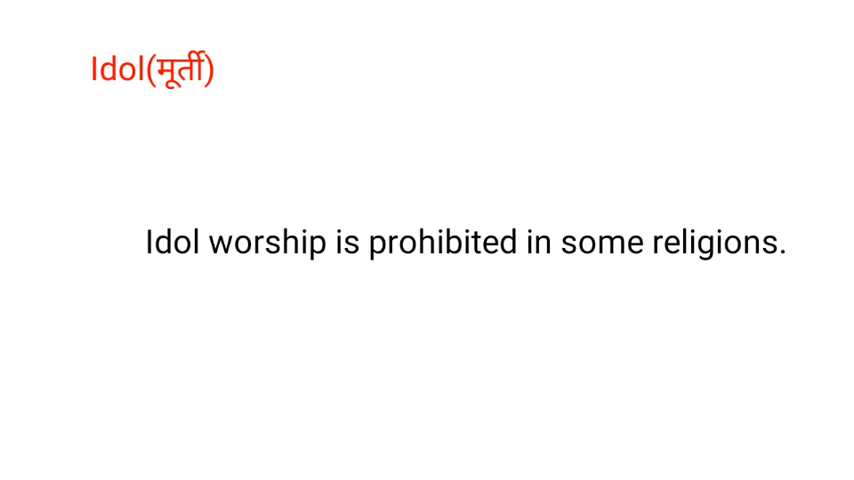 Idol(मूर्ती)
Idol worship is prohibited in some religions.